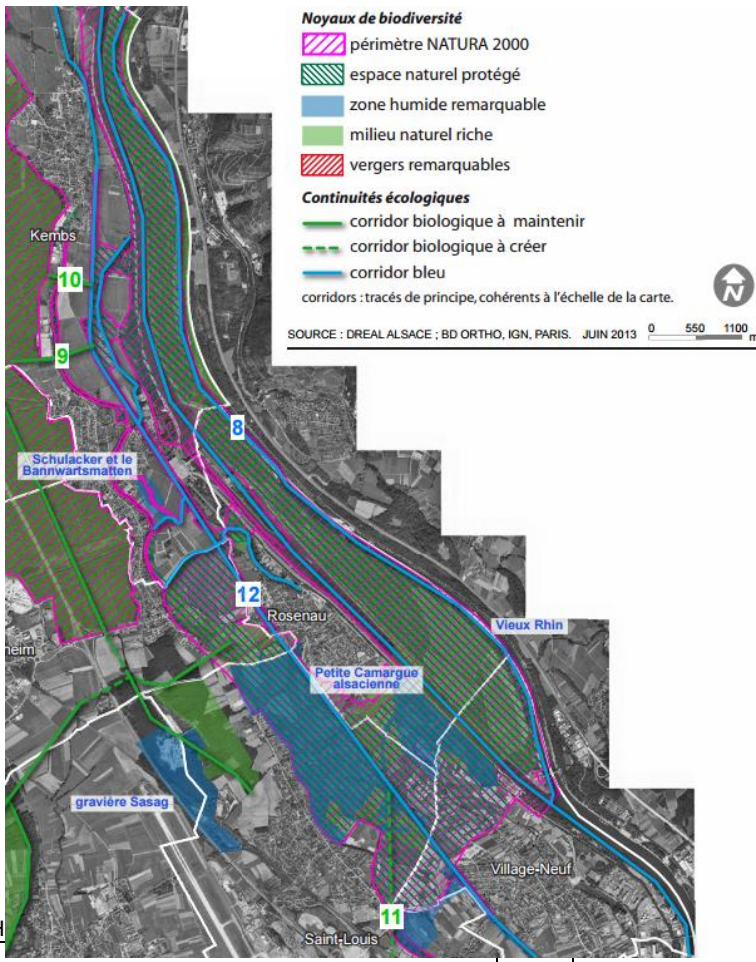 Noyaux de biodiversité
périmètre NATURA 2000
espace naturel protégé
zone humide remarquable
milieu naturel riche
vergers remarquables
Continuités écologiques
corridor biologique à maintenir
corridor biologique à créer
corridor bleu
corridors : tracés de principe, cohérents à l'échelle de la carte.
N
SOURCE : DREAL ALSACE ; BD ORTHO, IGN, PARIS. JUIN 2013
0 550 1100
m
Kembs
10
9
8
Schulacker et le
Bannwartsmatten
12
Rosenau
Vieux Rhin
heim
Petite Camargue
alsacienne
gravière Sasag
Village-Neuf
11
Saint-Louis